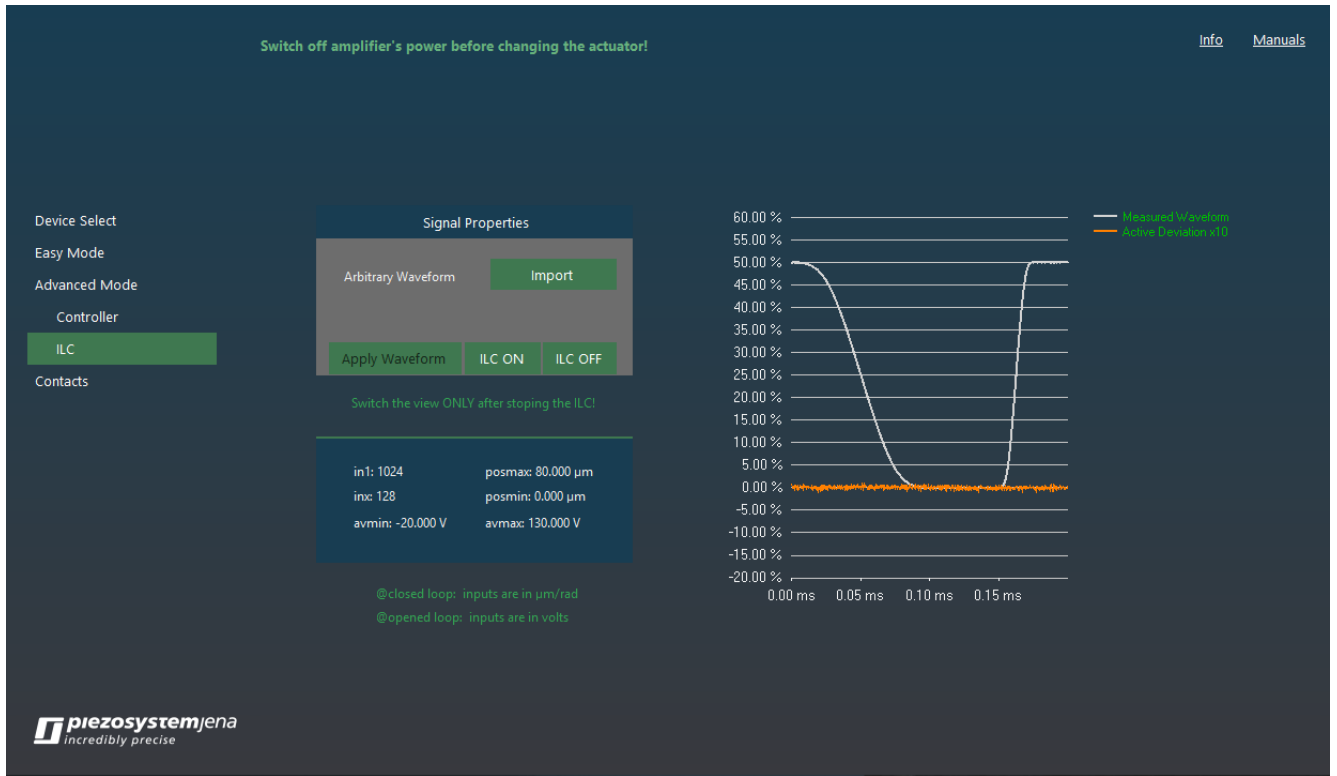 Switch off amplifier's power before changing the actuator!
Info
Manuals
Device Select
Easy Mode
Advanced Mode
Controller
ILC
Contacts
Signal Properties
Arbitrary Waveform
Import
Apply Waveform
ILC ON
ILC OFF
Switch the view ONLY after stoping the ILC!
in1: 1024
posmax: 80.000 µm
inx: 128
posmin: 0.000 µm
avmin: -20.000 V
avmax: 130.000 V
@closed loop: inputs are in µm/rad
@opened loop: inputs are in volts
60.00 %
55.00 %
50.00 %
45.00 %
40.00 %
35.00 %
30.00 %
25.00 %
20.00 %
15.00 %
10.00 %
5.00 %
0.00 %
-5.00 %
-10.00 %
-15.00 %
-20.00 %
0.00 ms
0.05 ms
0.10 ms
0.15 ms
Measured Waveform
Active Deviation x10
piezosystemjena
incredibly precise